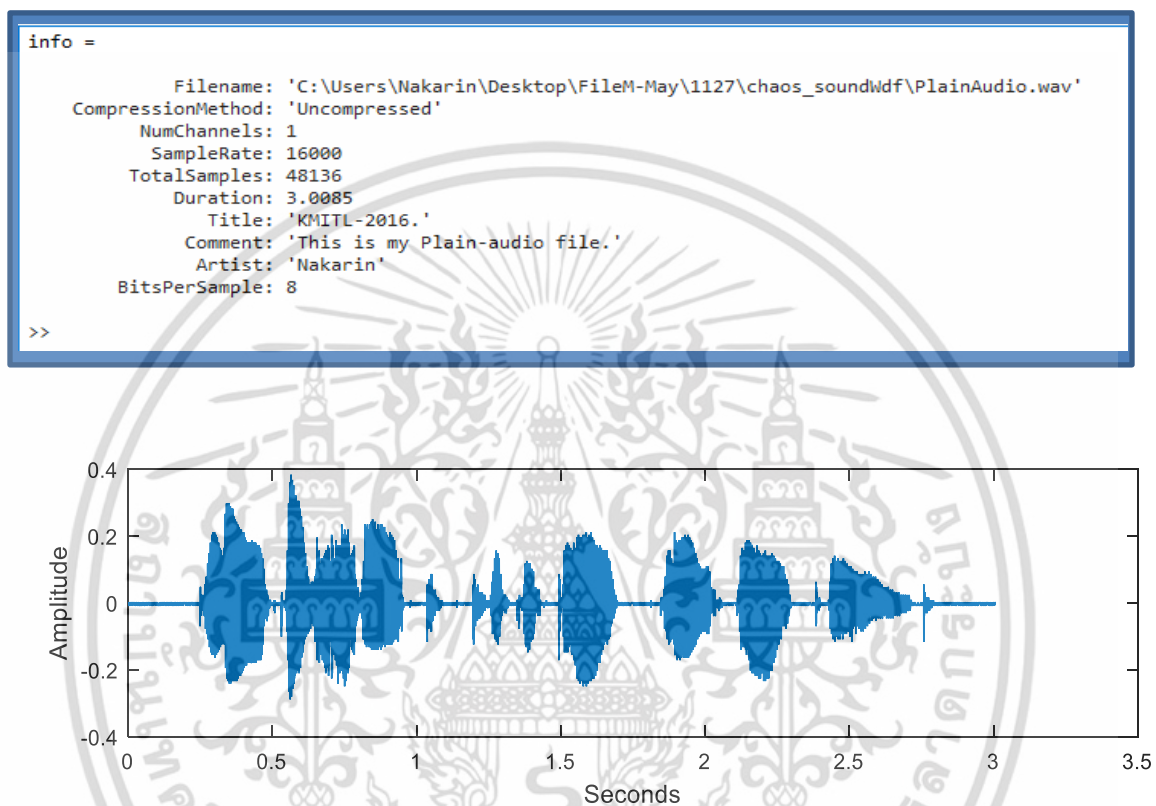 info =
Filename: 'C:\Users\Nakarin\Desktop\FileM-May\1127\chaos_soundWdf\PlainAudio.wav'
CompressionMethod: 'Uncompressed'
NumChannels: 1
SampleRate: 16000
TotalSamples: 48136
Duration: 3.0085
Title: 'KMITL-2016.'
Comment: 'This is my Plain-audio file.'
Artist: 'Nakarin'
BitsPerSample: 8
>>
0.4
0.2
0
-0.2
-0.4
Amplitude
0 0.5 1 1.5 2 2.5 3 3.5
Seconds